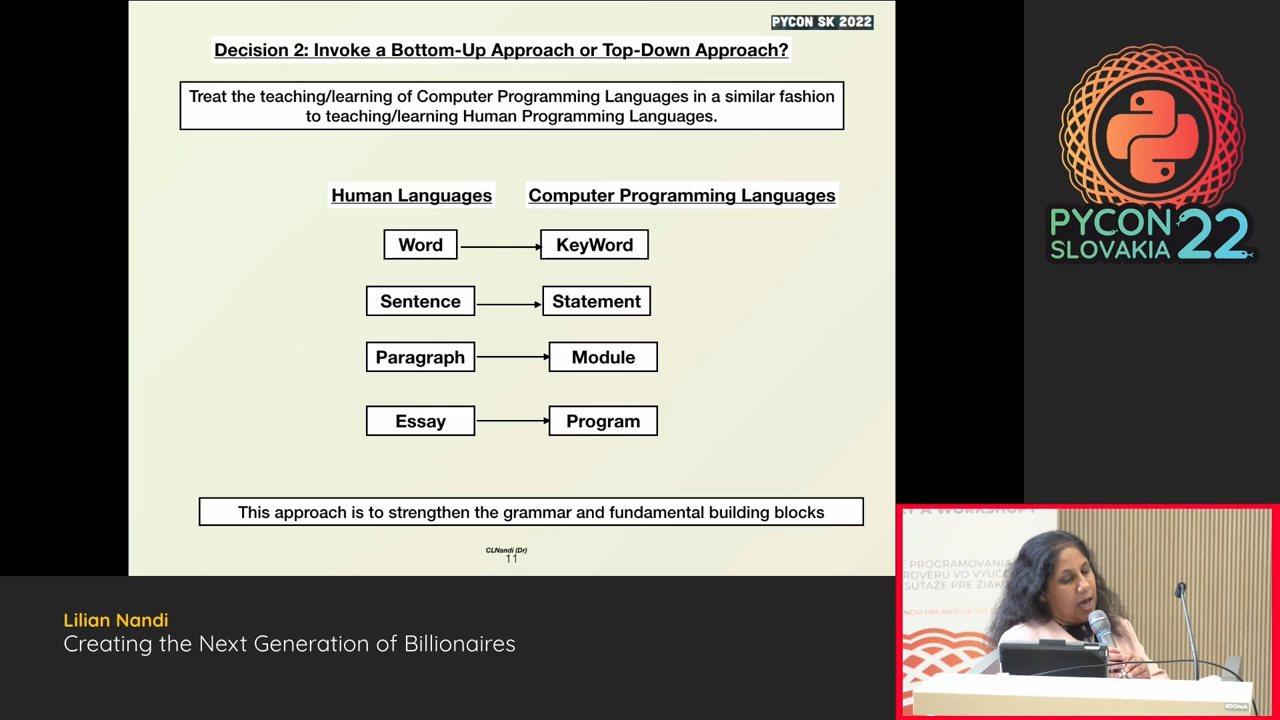 PYCON SK 2022
Decision 2: Invoke a Bottom-Up Approach or Top-Down Approach?
Treat the teaching/learning of Computer Programming Languages in a similar fashion
to teaching/learning Human Programming Languages.
Human Languages Computer Programming Languages
Word KeyWord
Sentence Statement
Paragraph Module
Essay Program
This approach is to strengthen the grammar and fundamental building blocks
CLNandi (Dr)
11
PYCON
SLOVAKIA 22
Lilian Nandi
Creating the Next Generation of Billionaires
A WORKSHOP
PROGRAMOVANIA